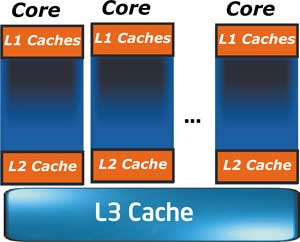 Core Core Core
L1 Caches L1 Caches L1 Caches
...
L2 Cache L2 Cache L2 Cache
L3 Cache